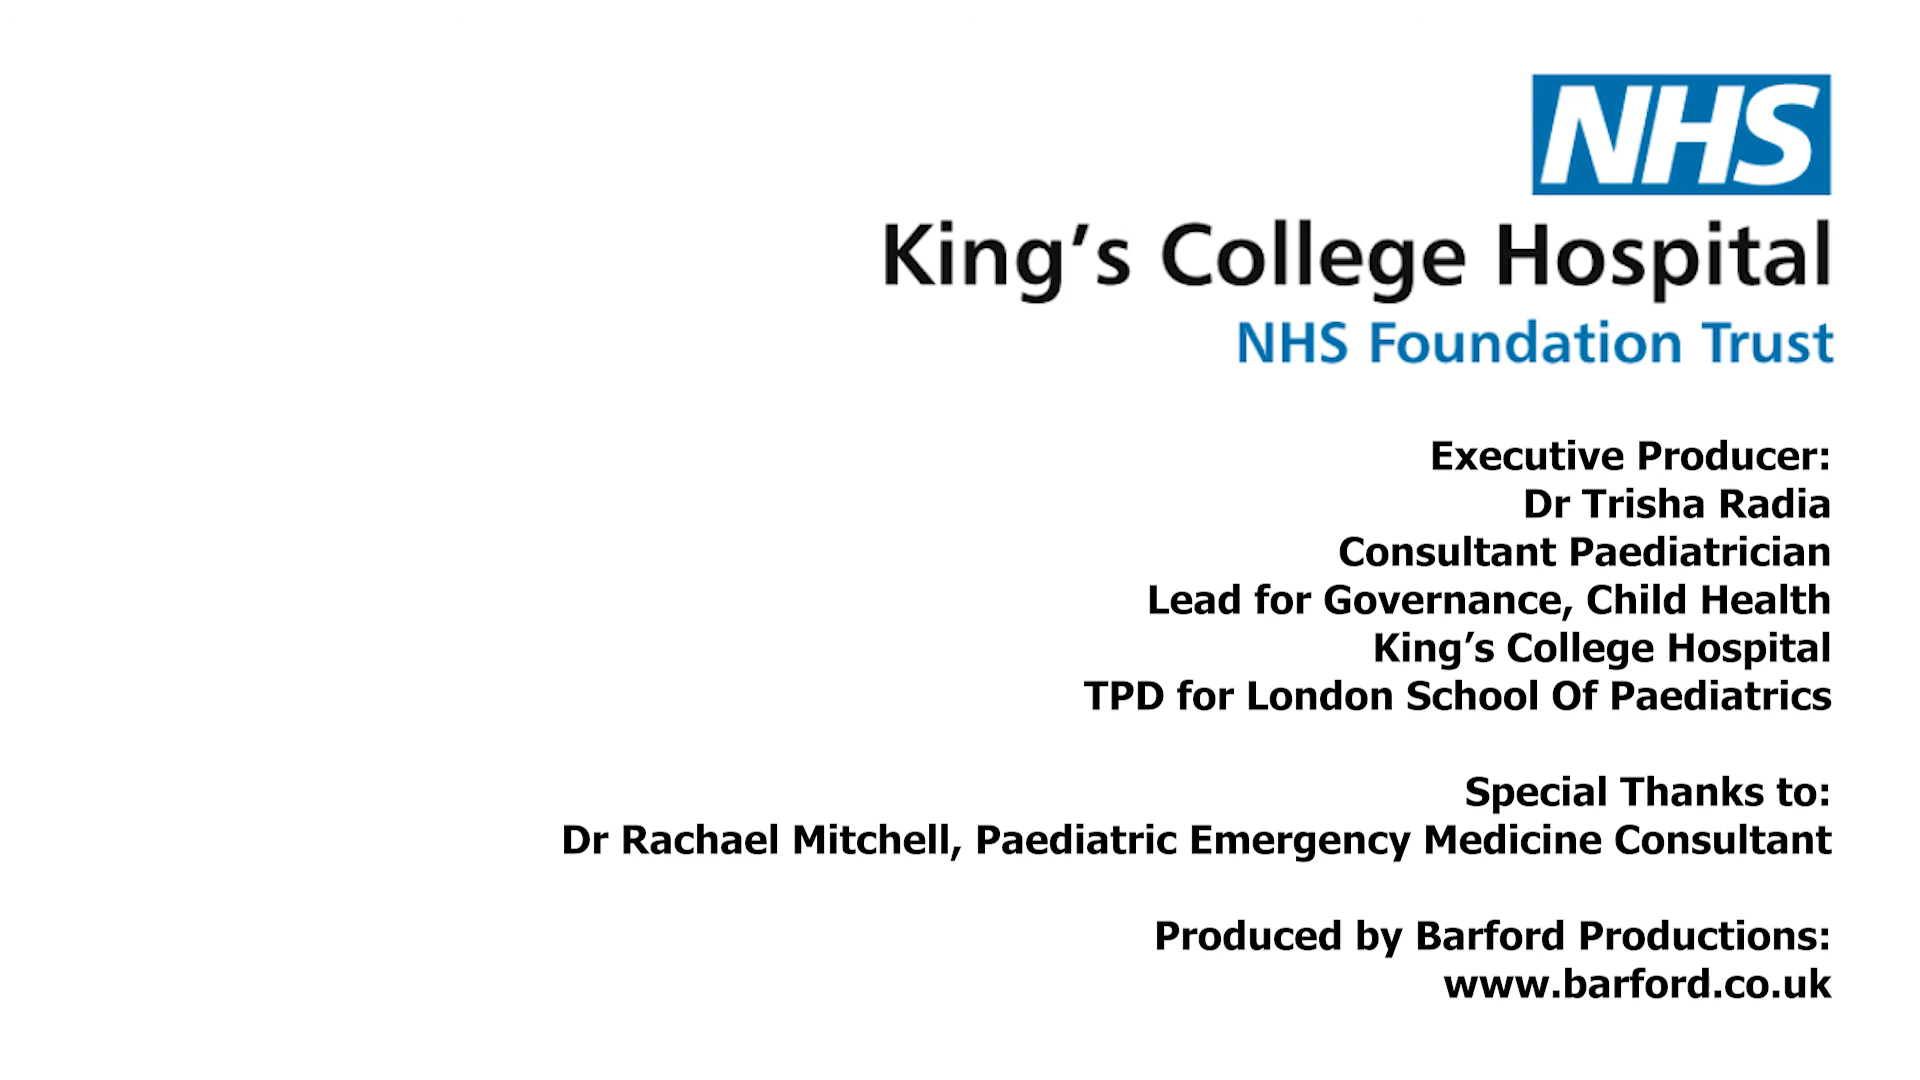 NHS
King’s College Hospital
NHS Foundation Trust
Executive Producer:
Dr Trisha Radia
Consultant Paediatrician
Lead for Governance, Child Health
King’s College Hospital
TPD for London School Of Paediatrics
Special Thanks to:
Dr Rachael Mitchell, Paediatric Emergency Medicine Consultant
Produced by Barford Productions:
www.barford.co.uk